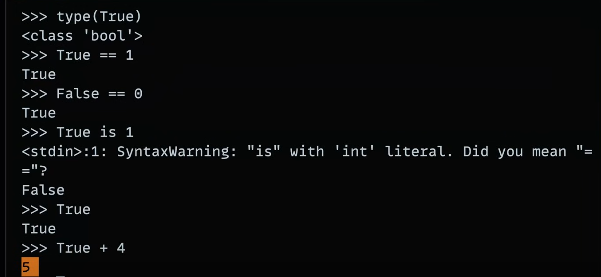 >>> type(True)
<class 'bool'>
>>> True == 1
True
>>> False == 0
True
>>> True is 1
<stdin>:1: SyntaxWarning: "is" with 'int' literal. Did you mean "=
="?
False
>>> True
True
>>> True + 4
5